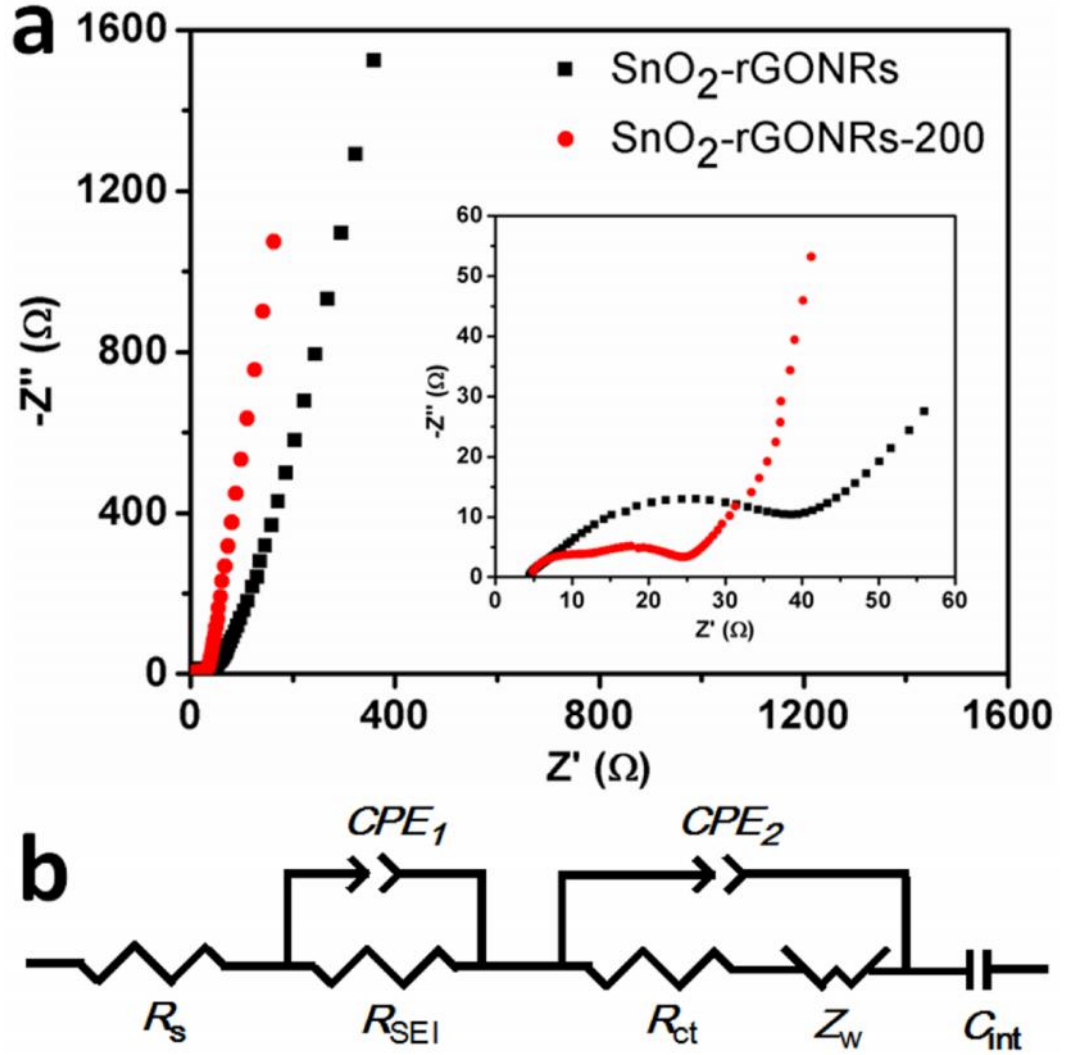 a
1600
1200
800
400
0
-Z'' (Ω)
SnO2-rGONRs
SnO2-rGONRs-200
60
50
40
30
20
10
0
-Z'' (Ω)
0 10 20 30 40 50 60
Z' (Ω)
0 400 800 1200 1600
Z' (Ω)
b
CPE1 CPE2
Rs RSEI Rct Zw Cint